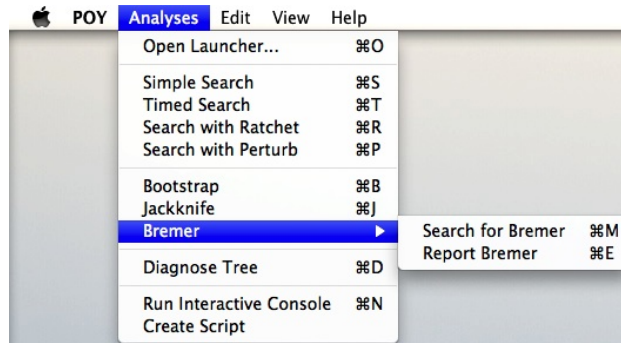 POY Analyses Edit View Help
Open Launcher... ⌘O
Simple Search ⌘S
Timed Search ⌘T
Search with Ratchet ⌘R
Search with Perturb ⌘P
Bootstrap ⌘B
Jackknife ⌘J
Bremer ▶
Search for Bremer ⌘M
Report Bremer ⌘E
Diagnose Tree ⌘D
Run Interactive Console ⌘N
Create Script